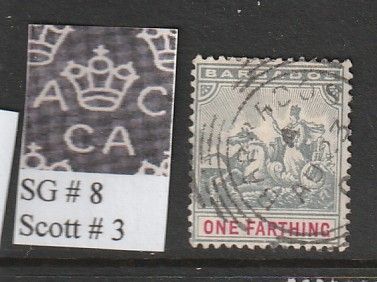 A C
CA
SG # 8
Scott # 3
BARBADOS
ONE FARTHING